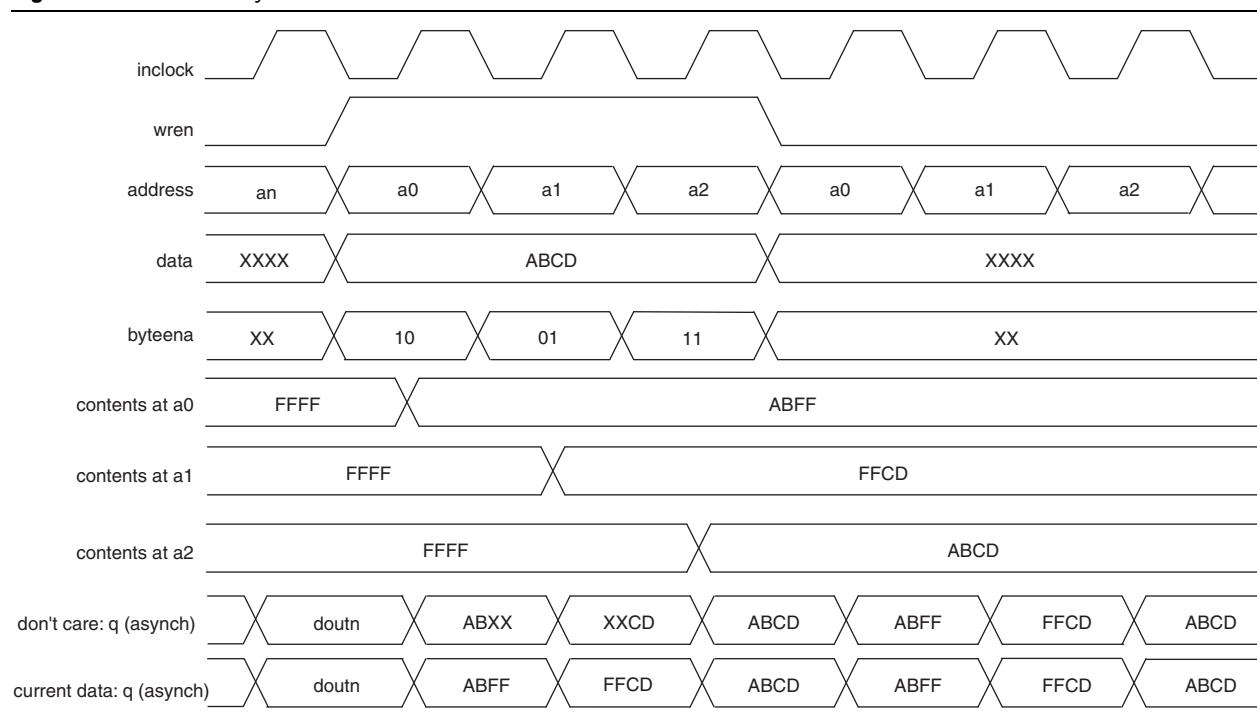 inclock
wren
address an a0 a1 a2 a0 a1 a2
data XXXX ABCD XXXX
byteena XX 10 01 11 XX
contents at a0 FFFF ABFF
contents at a1 FFFF FFCD
contents at a2 FFFF ABCD
don't care: q (asynch) doutn ABXX XXCD ABCD ABFF FFCD ABCD
current data: q (asynch) doutn ABFF FFCD ABCD ABFF FFCD ABCD